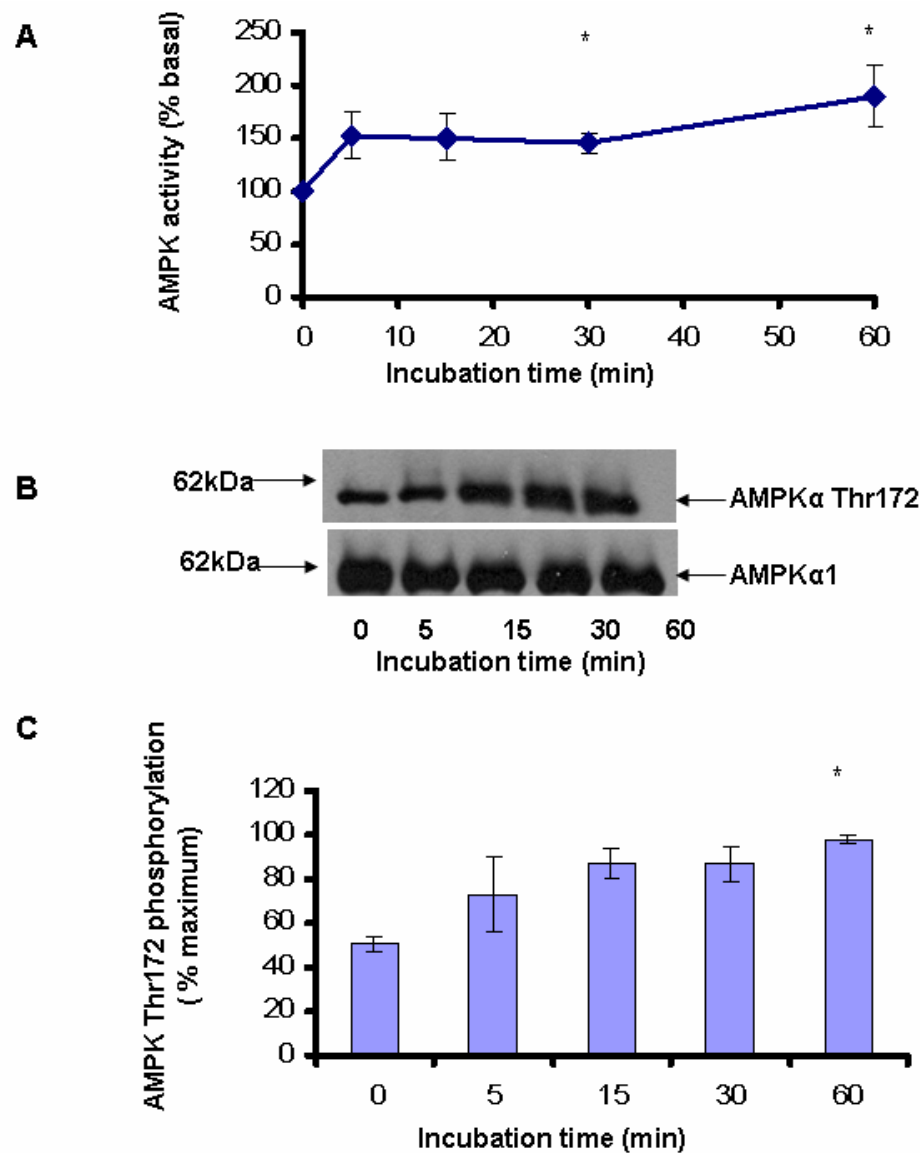 A
AMPK activity (% basal)
250
200
150
100
50
0
* *
0 10 20 30 40 50 60
Incubation time (min)
B
62kDa
AMPKα Thr172
62kDa
AMPKα1
0 5 15 30 60
Incubation time (min)
C
AMPK Thr172 phosphorylation
( % maximum)
120
100
80
60
40
20
0
*
0 5 15 30 60
Incubation time (min)